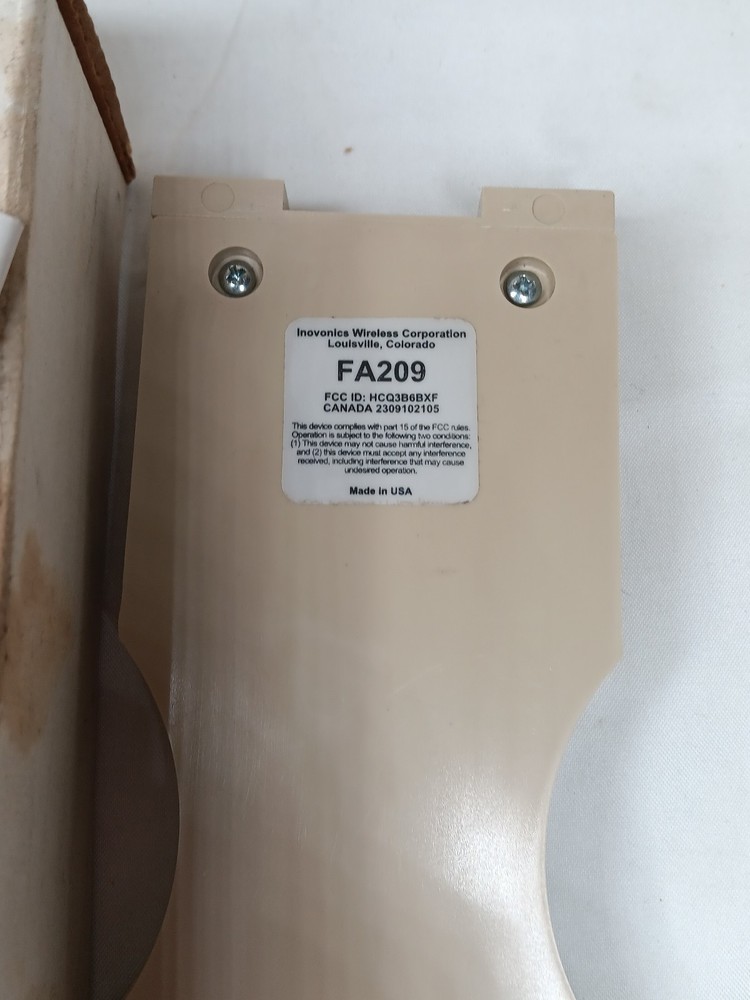 Inovonics Wireless Corporation
Louisville, Colorado
FA209
FCC ID: HCQ3B6BXF
CANADA 2309102105
This device complies with part 15 of the FCC rules.
Operation is subject to the following two conditions:
(1) This device may not cause harmful interference,
and (2) this device must accept any interference
received, including interference that may cause
undesired operation.
Made in USA